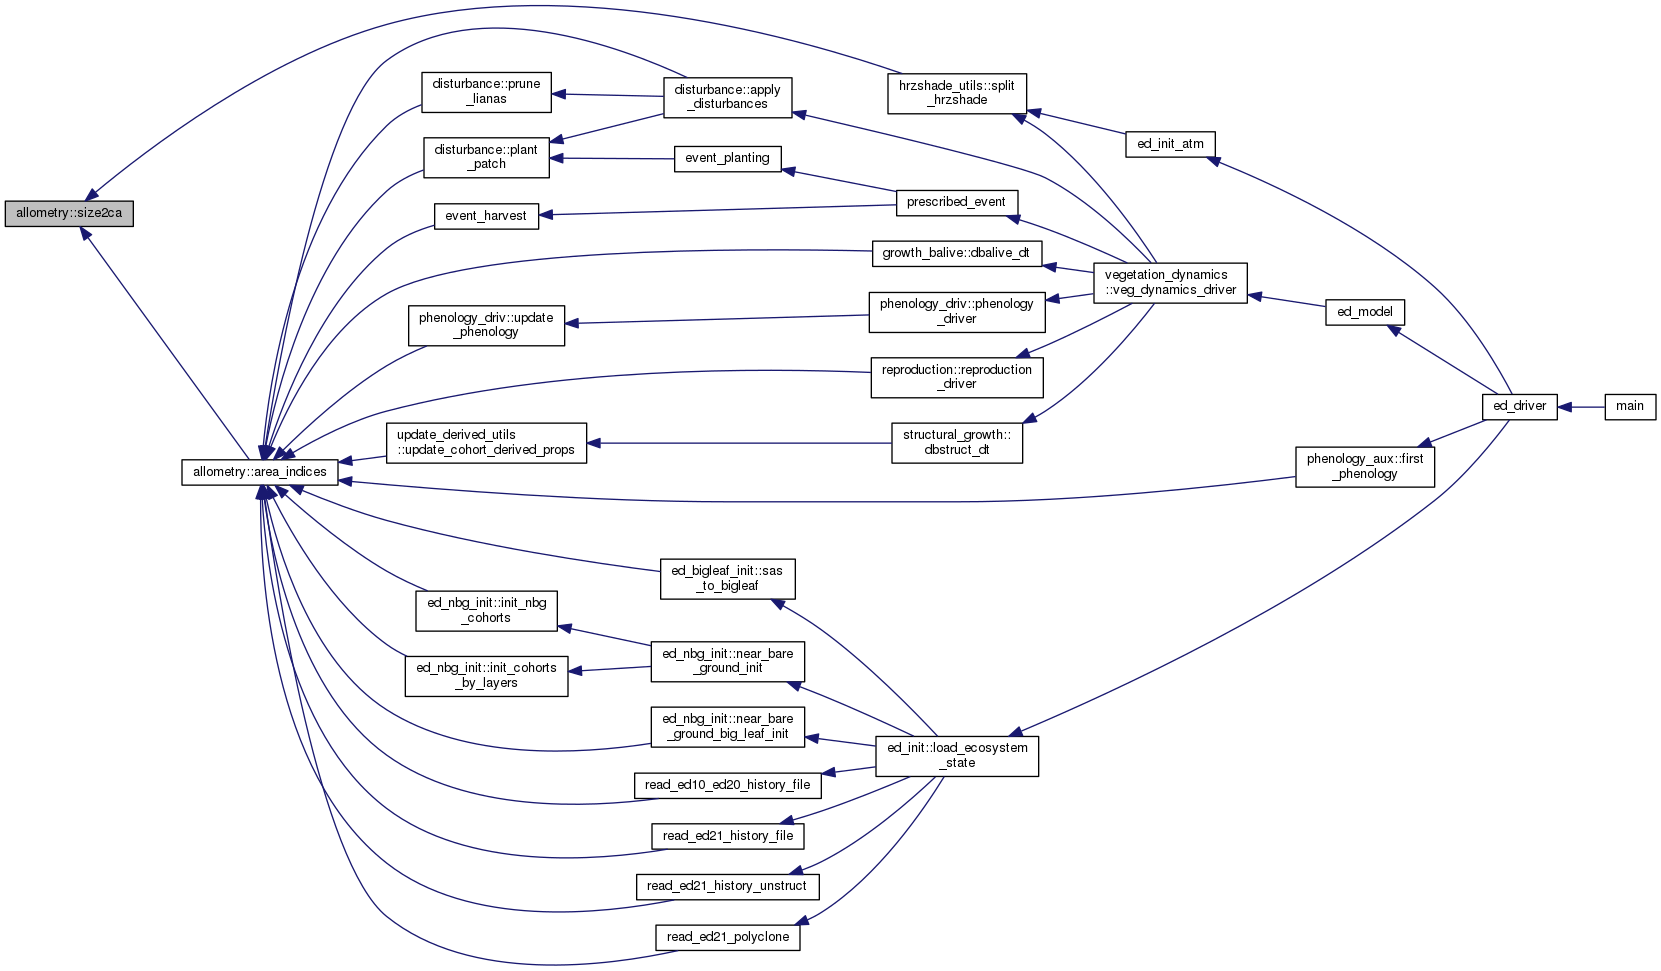 allometry::size2ca
disturbance::prune
_lianas
disturbance::plant
_patch
event_harvest
phenology_driv::update
_phenology
update_derived_utils
::update_cohort_derived_props
allometry::area_indices
ed_nbg_init::init_nbg
_cohorts
ed_nbg_init::init_cohorts
_by_layers
disturbance::apply
_disturbances
event_planting
hrzshade_utils::split
_hrzshade
prescribed_event
growth_balive::dbalive_dt
phenology_driv::phenology
_driver
reproduction::reproduction
_driver
structural_growth::
dbstruct_dt
ed_bigleaf_init::sas
_to_bigleaf
ed_nbg_init::near_bare
_ground_init
ed_nbg_init::near_bare
_ground_big_leaf_init
read_ed10_ed20_history_file
read_ed21_history_file
read_ed21_history_unstruct
read_ed21_polyclone
ed_init::load_ecosystem
_state
ed_init_atm
vegetation_dynamics
::veg_dynamics_driver
ed_model
phenology_aux::first
_phenology
ed_driver
main